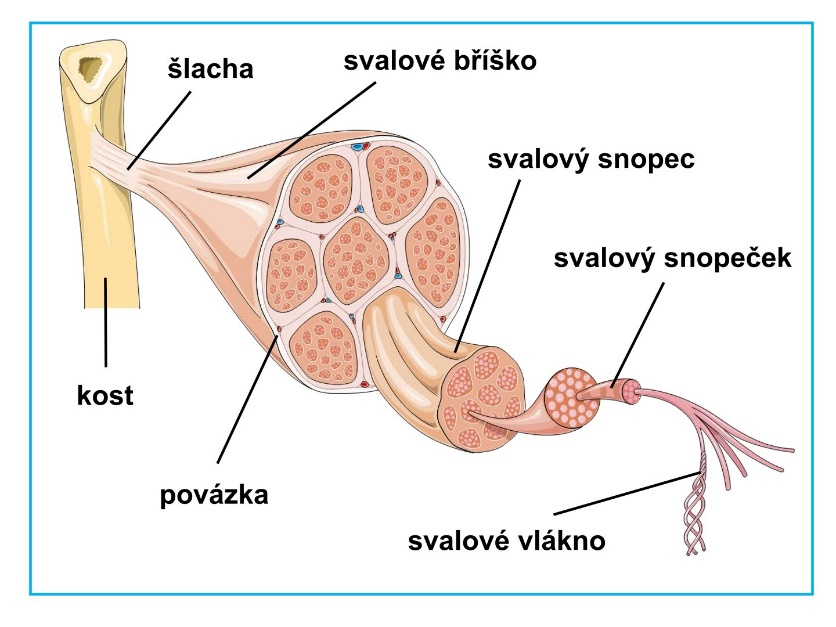 šlacha
svalové bříško
svalový snopec
svalový snopeček
kost
povázka
svalové vlákno